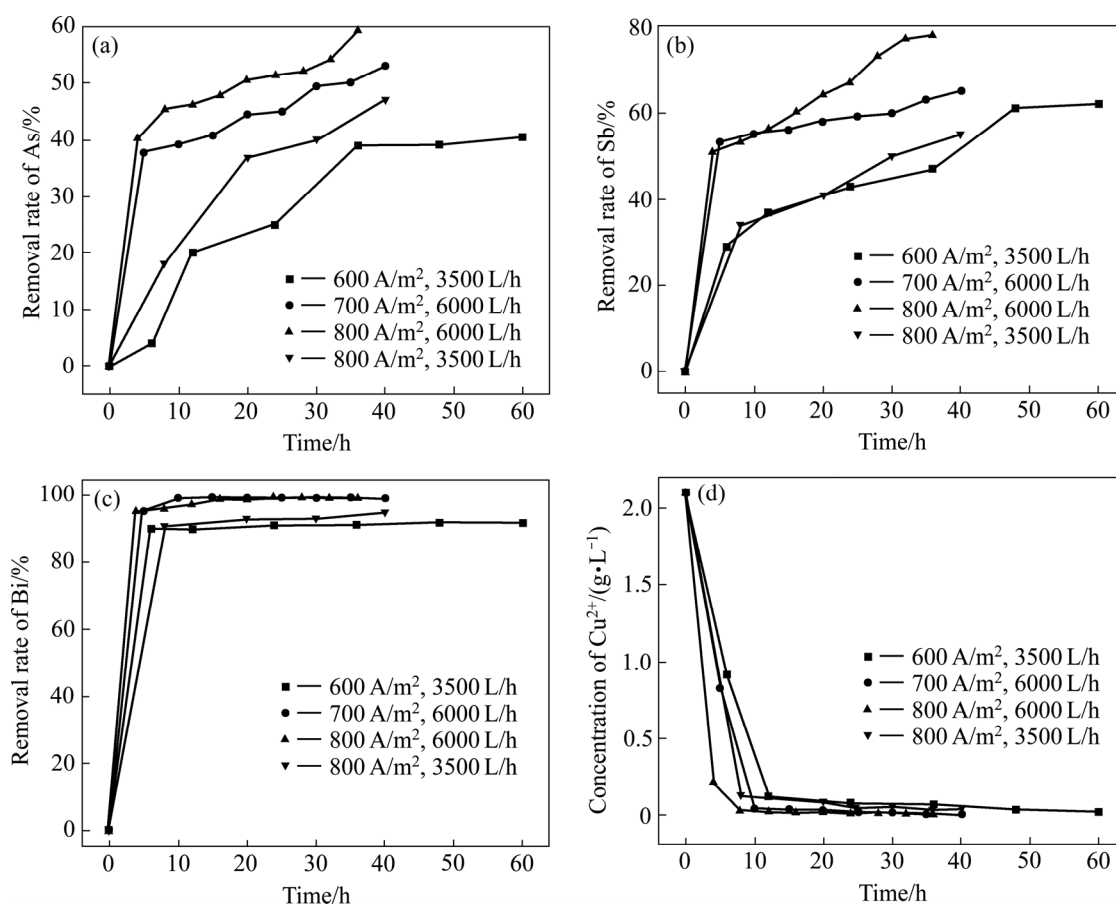 (a)
60
50
40
30
20
10
0
Removal rate of As/%
600 A/m², 3500 L/h
700 A/m², 6000 L/h
800 A/m², 6000 L/h
800 A/m², 3500 L/h
0 10 20 30 40 50 60
Time/h
(b)
80
60
40
20
0
Removal rate of Sb/%
600 A/m², 3500 L/h
700 A/m², 6000 L/h
800 A/m², 6000 L/h
800 A/m², 3500 L/h
0 10 20 30 40 50 60
Time/h
(c)
100
80
60
40
20
0
Removal rate of Bi/%
600 A/m², 3500 L/h
700 A/m², 6000 L/h
800 A/m², 6000 L/h
800 A/m², 3500 L/h
0 10 20 30 40 50 60
Time/h
(d)
2.0
1.5
1.0
0.5
0
Concentration of Cu²⁺/(g•L⁻¹)
600 A/m², 3500 L/h
700 A/m², 6000 L/h
800 A/m², 6000 L/h
800 A/m², 3500 L/h
0 10 20 30 40 50 60
Time/h